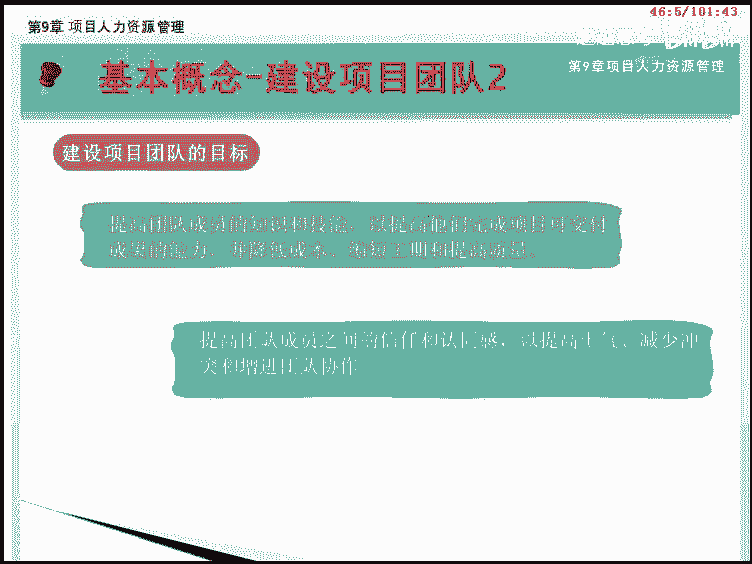 46:5/101:43
第9章 项目人力资源管理
基本概念-建设项目团队2
第9章项目人力资源管理
建设项目团队的目标
提高团队成员的知识和技能，以提高他们完成项目可交付
成果的能力，并降低成本、缩短工期和提高质量。
提高团队成员之间的信任和认同感，以提高士气、减少冲
突和增进团队协作